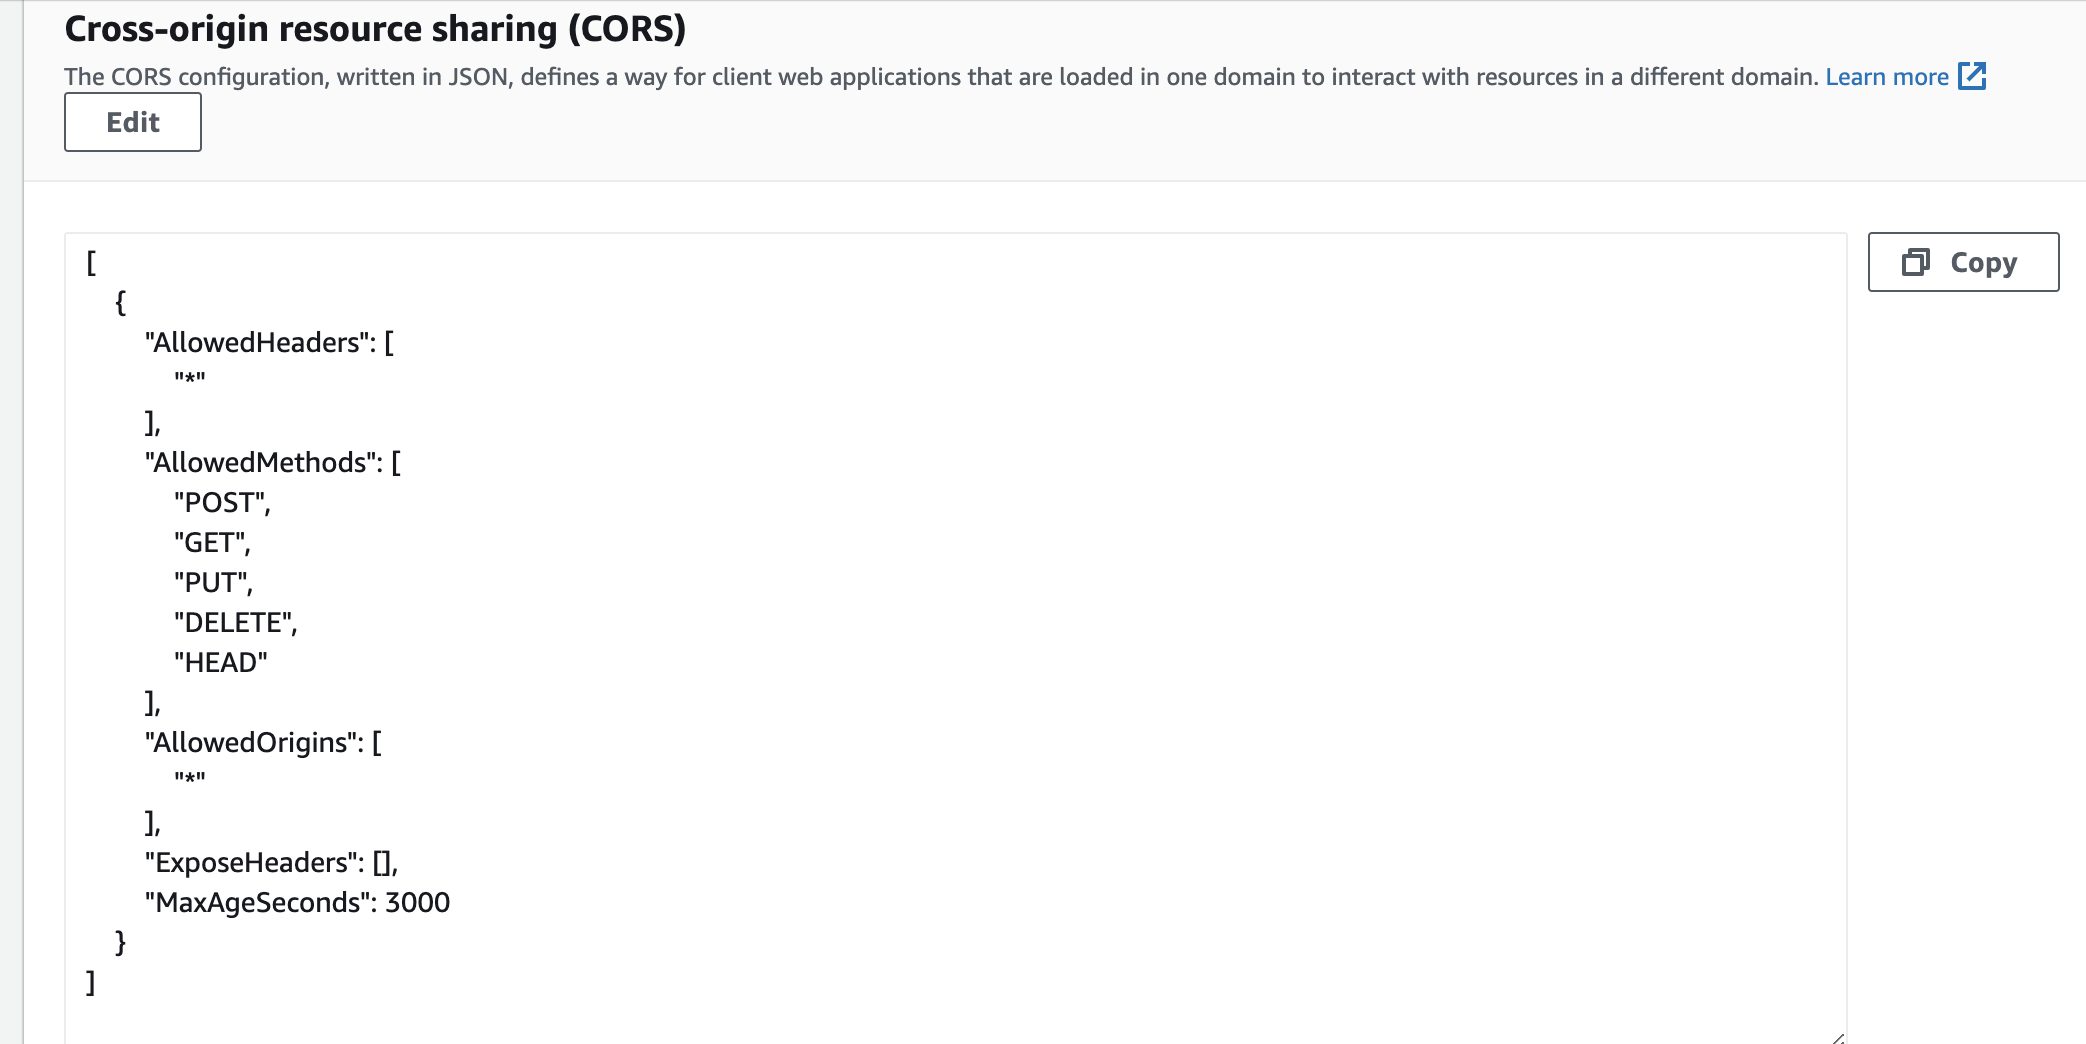 Cross-origin resource sharing (CORS)
The CORS configuration, written in JSON, defines a way for client web applications that are loaded in one domain to interact with resources in a different domain. Learn more
Edit
Copy
[
{
"AllowedHeaders": [
"*"
],
"AllowedMethods": [
"POST",
"GET",
"PUT",
"DELETE",
"HEAD"
],
"AllowedOrigins": [
"*"
],
"ExposeHeaders": [],
"MaxAgeSeconds": 3000
}
]